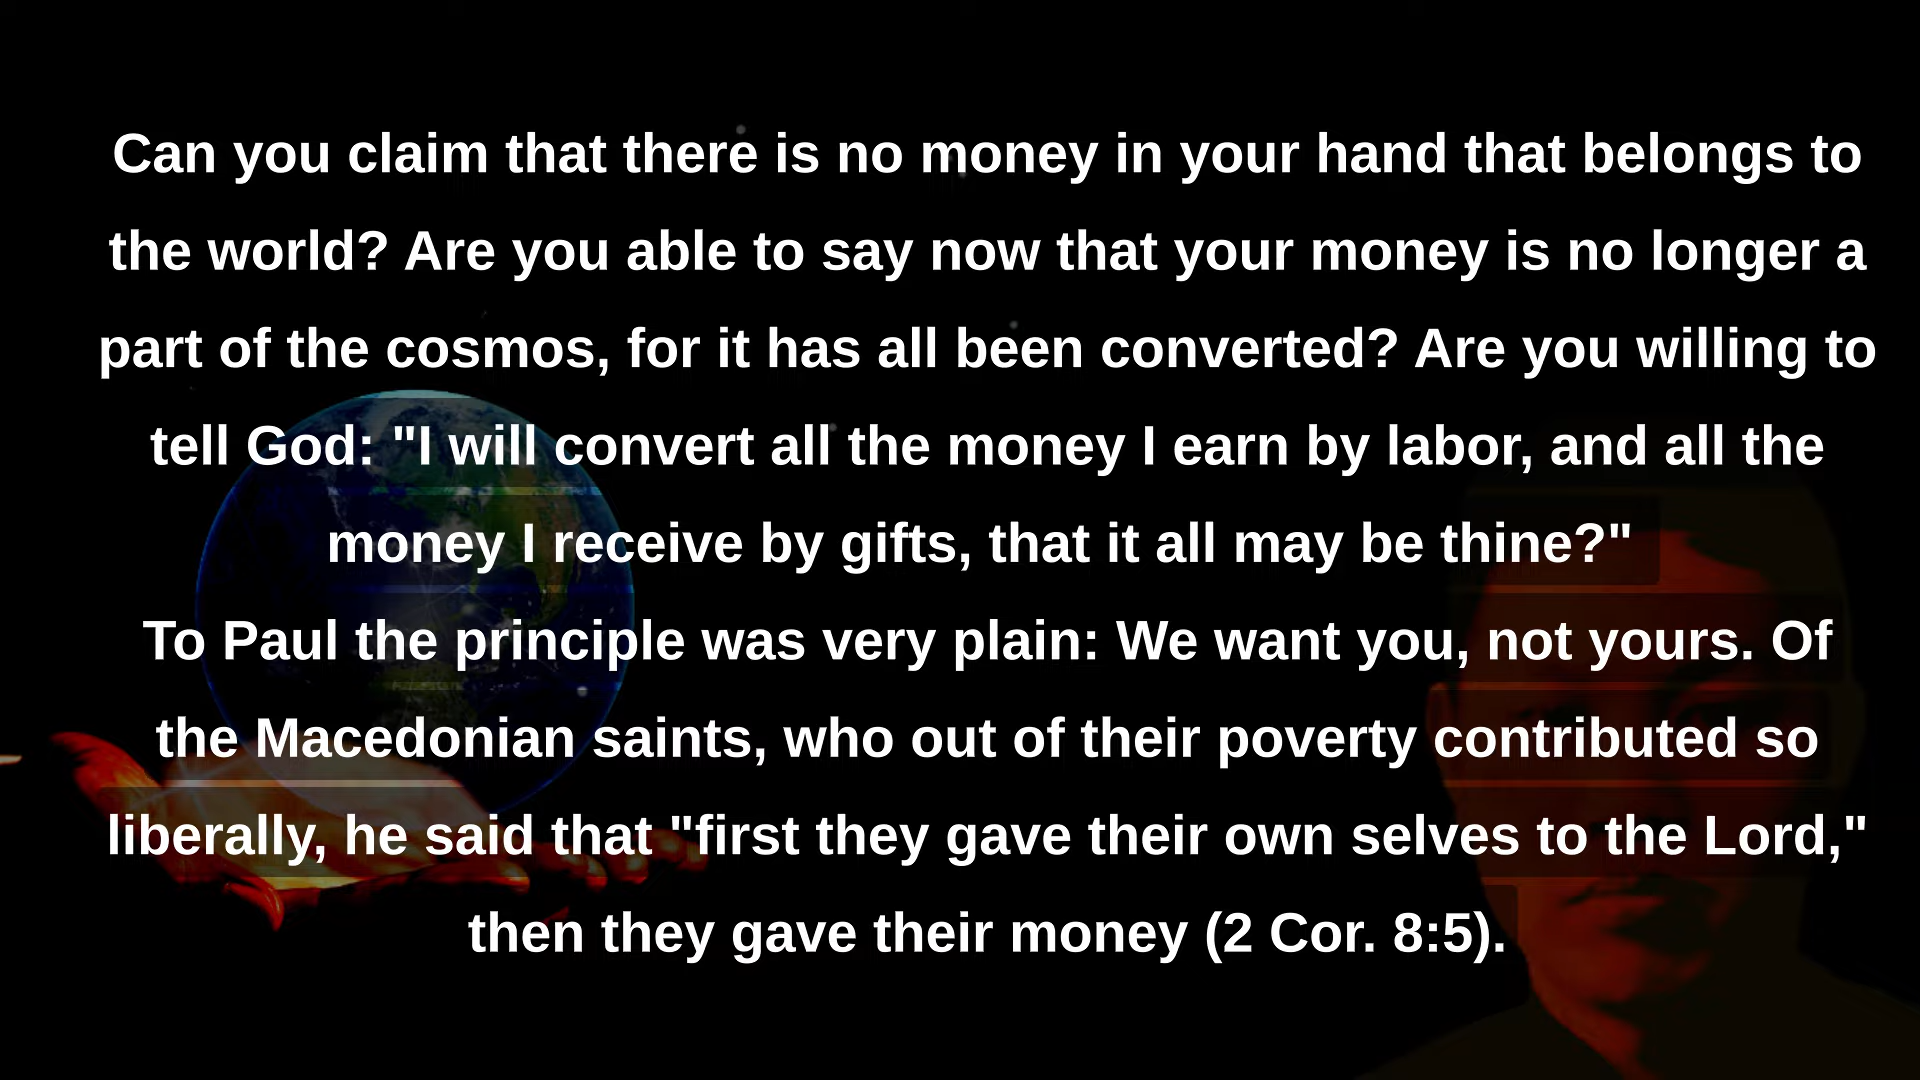 Can you claim that there is no money in your hand that belongs to
the world? Are you able to say now that your money is no longer a
part of the cosmos, for it has all been converted? Are you willing to
tell God: "I will convert all the money I earn by labor, and all the
money I receive by gifts, that it all may be thine?"
To Paul the principle was very plain: We want you, not yours. Of
the Macedonian saints, who out of their poverty contributed so
liberally, he said that "first they gave their own selves to the Lord,"
then they gave their money (2 Cor. 8:5).